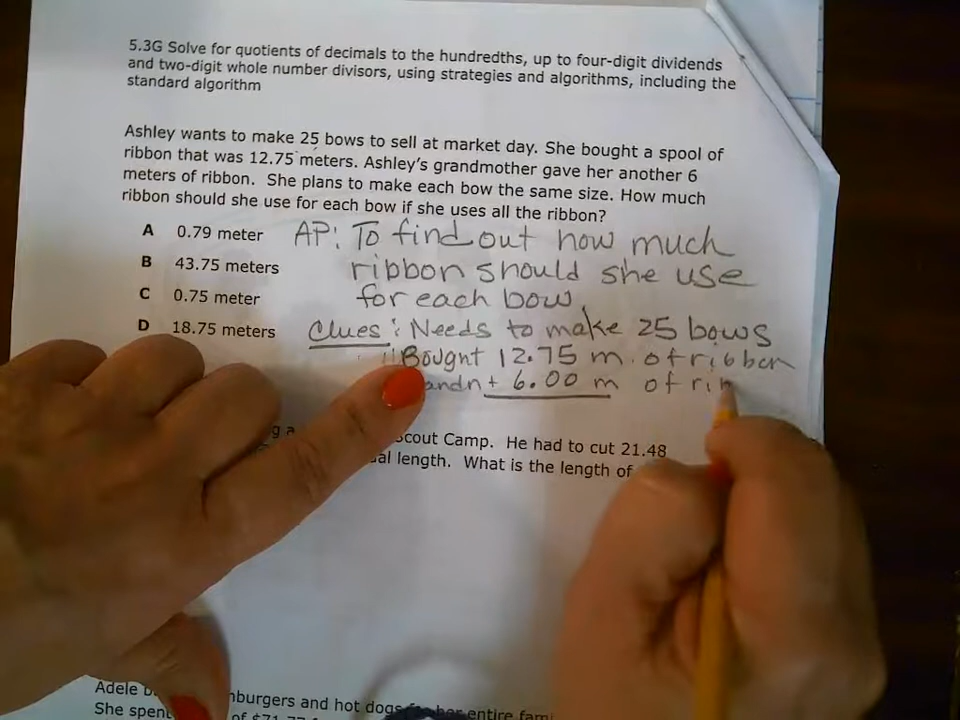 5.3G Solve for quotients of decimals to the hundredths, up to four-digit dividends
and two-digit whole number divisors, using strategies and algorithms, including the
standard algorithm
Ashley wants to make 25 bows to sell at market day. She bought a spool of
ribbon that was 12.75 meters. Ashley's grandmother gave her another 6
meters of ribbon. She plans to make each bow the same size. How much
ribbon should she use for each bow if she uses all the ribbon?
A 0.79 meter
B 43.75 meters
C 0.75 meter
D 18.75 meters
AP: To find out how much
ribbon should she use
for each bow.
Clues: Needs to make 25 bows
Bought 12.75 m. of ribbon
+ 6.00 m of ri
Scout Camp. He had to cut 21.48
length. What is the length of
Adele
and hot dogs for her entire
She spent of